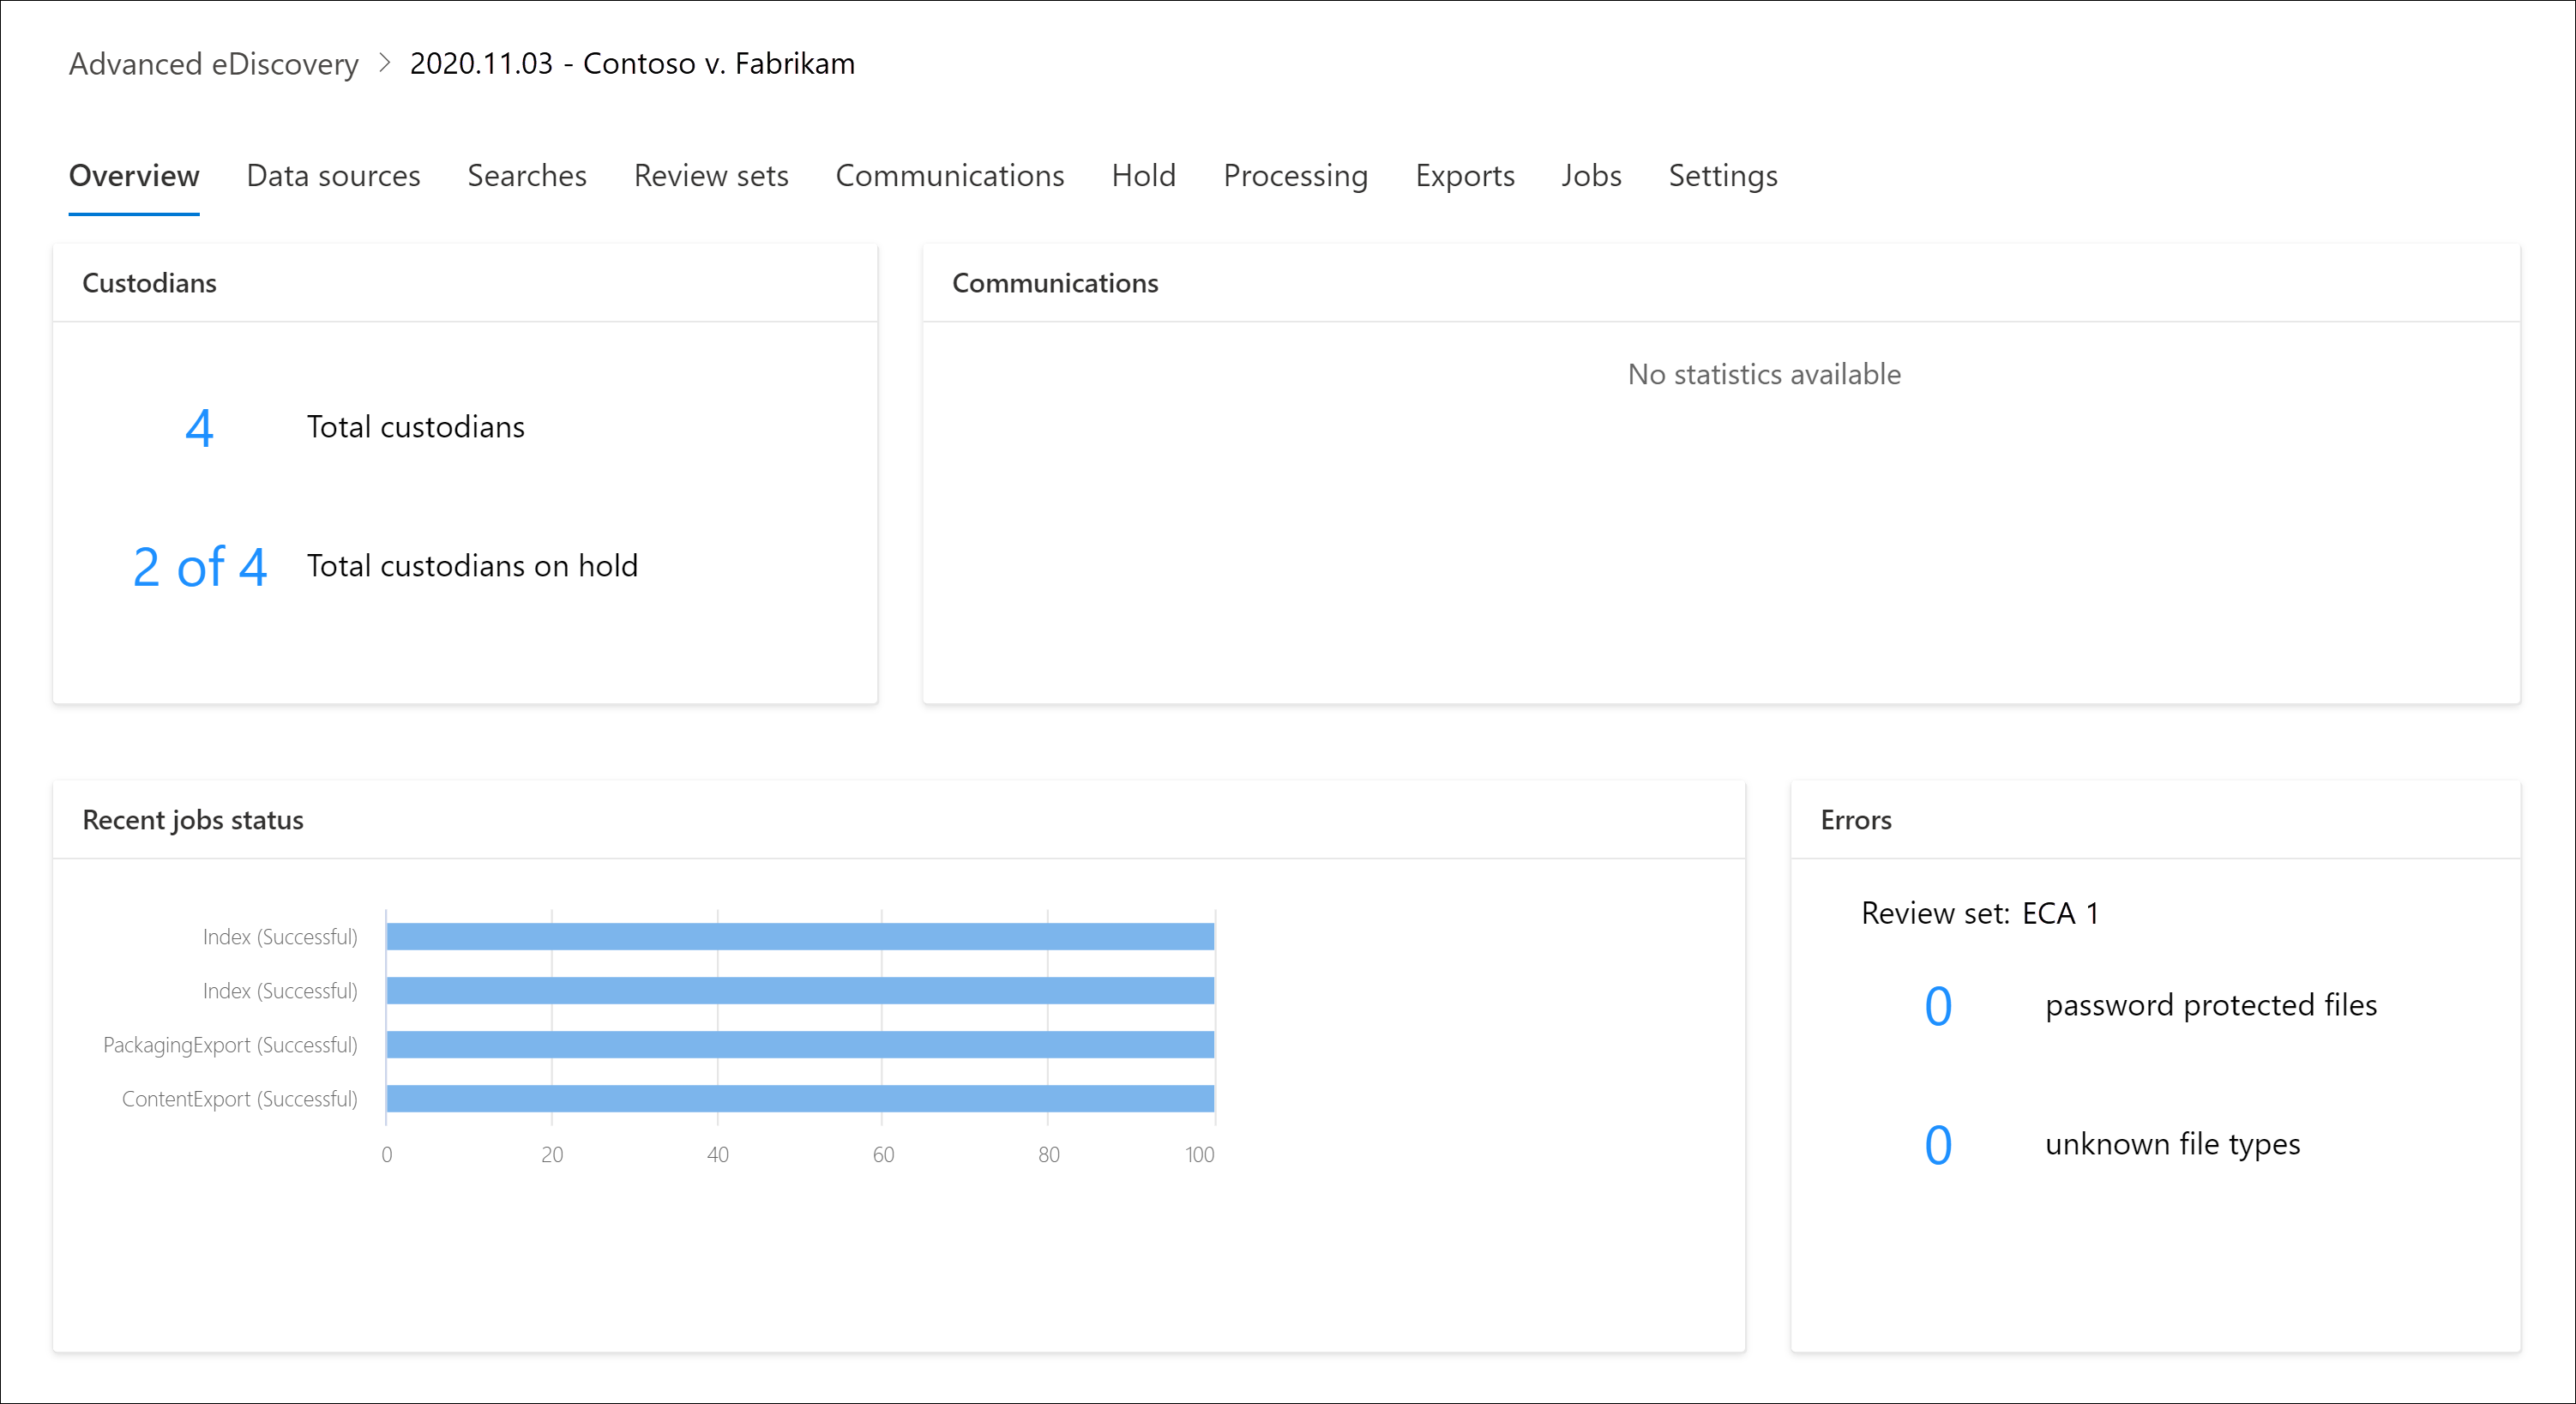 Advanced eDiscovery > 2020.11.03 - Contoso v. Fabrikam
Overview Data sources Searches Review sets Communications Hold Processing Exports Jobs Settings
Custodians
4 Total custodians
2 of 4 Total custodians on hold
Communications
No statistics available
Recent jobs status
Index (Successful)
Index (Successful)
PackagingExport (Successful)
ContentExport (Successful)
0 20 40 60 80 100
Errors
Review set: ECA 1
0 password protected files
0 unknown file types